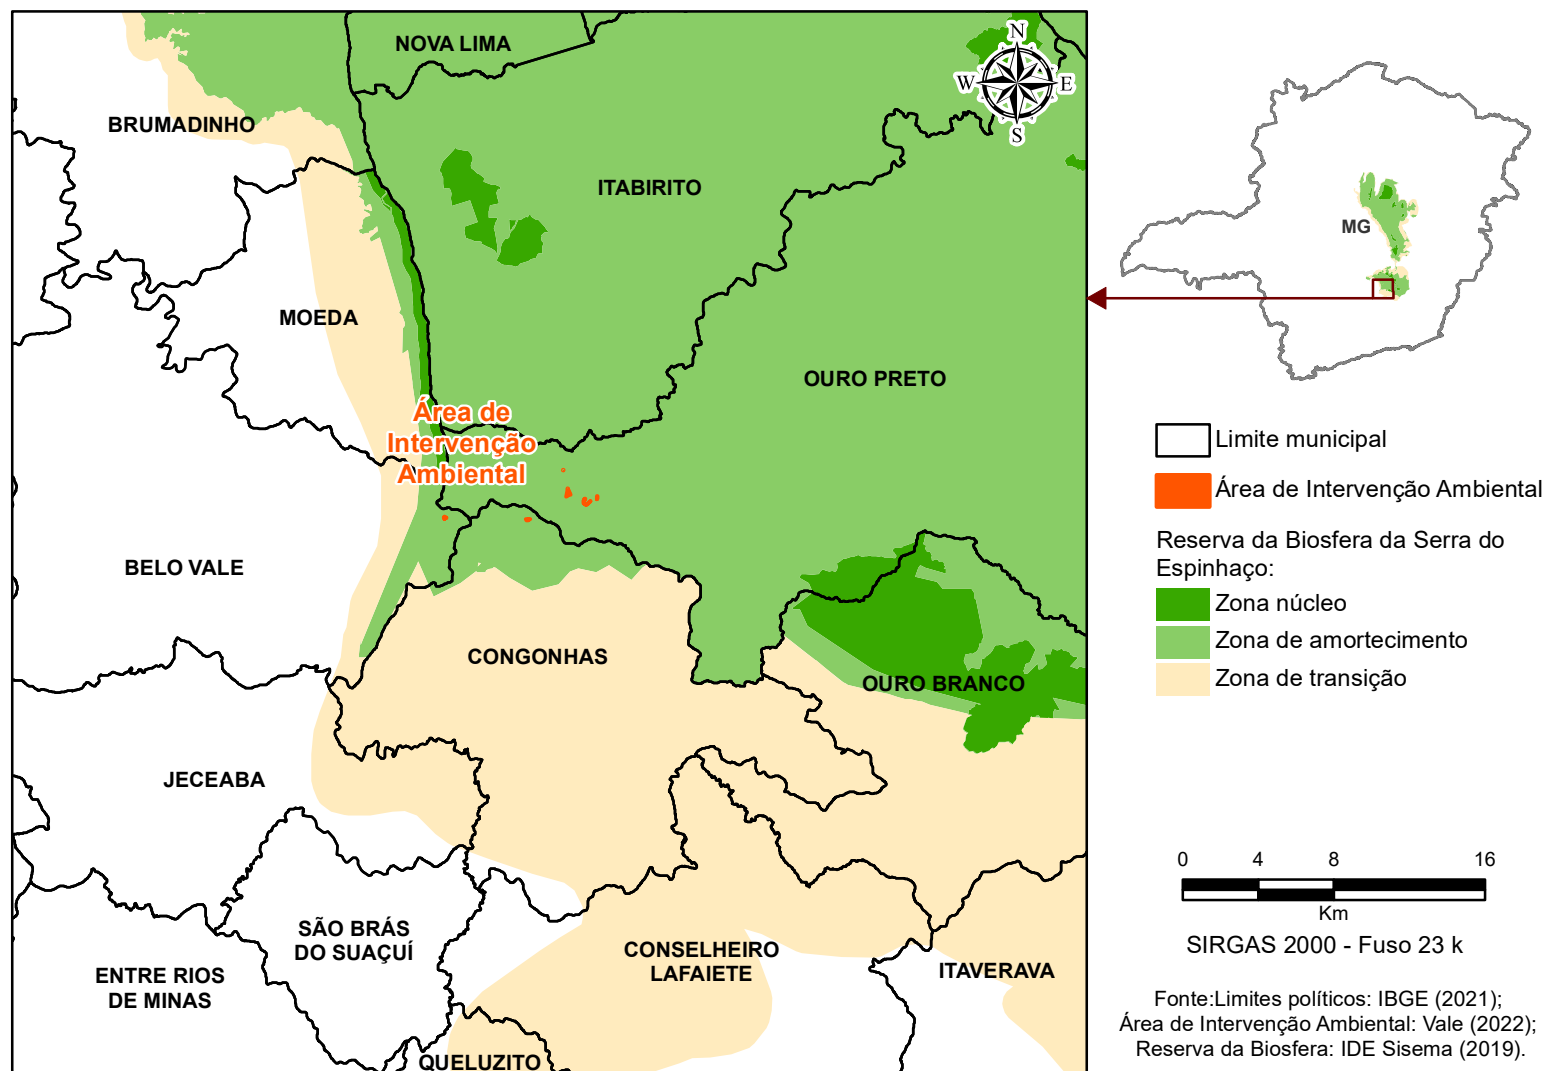 NOVA LIMA
N
W
E
S
BRUMADINHO
ITABIRITO
MG
MOEDA
OURO PRETO
Área de
Intervenção
Ambiental
BELO VALE
CONGONHAS
OURO BRANCO
JECEABA
SÃO BRÁS
DO SUAÇUÍ
ENTRE RIOS
DE MINAS
CONSELHEIRO
LAFAIETE
ITAVERAVA
QUELUZITO
Limite municipal
Área de Intervenção Ambiental
Reserva da Biosfera da Serra do
Espinhaço:
Zona núcleo
Zona de amortecimento
Zona de transição
0 4 8 16
Km
SIRGAS 2000 - Fuso 23 k
Fonte:Limites políticos: IBGE (2021);
Área de Intervenção Ambiental: Vale (2022);
Reserva da Biosfera: IDE Sisema (2019).